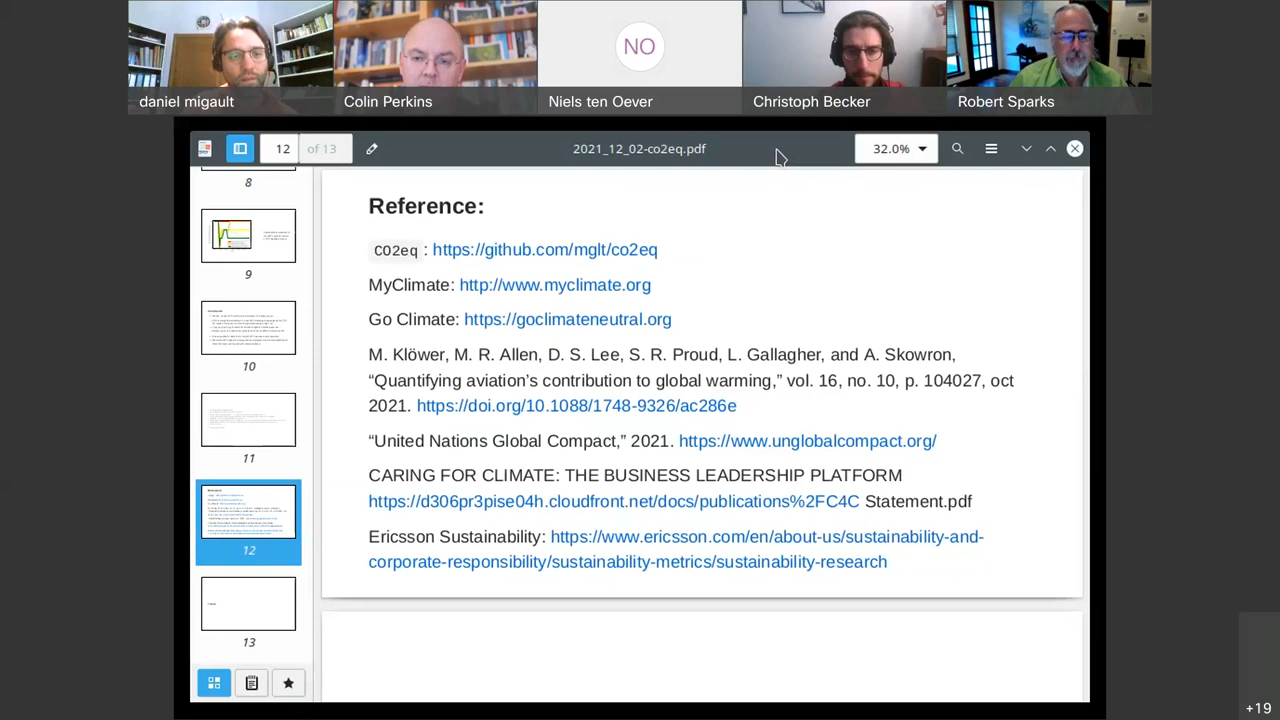 NO
daniel migault
Colin Perkins
Niels ten Oever
Christoph Becker
Robert Sparks
12 of 13
2021_12_02-co2eq.pdf
32.0%
8
9
10
11
12
13
Reference:
CO2eq : https://github.com/mglt/co2eq
MyClimate: http://www.myclimate.org
Go Climate: https://goclimateneutral.org
M. Klöwer, M. R. Allen, D. S. Lee, S. R. Proud, L. Gallagher, and A. Skowron,
“Quantifying aviation’s contribution to global warming,” vol. 16, no. 10, p. 104027, oct
2021. https://doi.org/10.1088/1748-9326/ac286e
“United Nations Global Compact,” 2021. https://www.unglobalcompact.org/
CARING FOR CLIMATE: THE BUSINESS LEADERSHIP PLATFORM
https://d306pr3pise04h.cloudfront.net/docs/publications%2FC4C Statement.pdf
Ericsson Sustainability: https://www.ericsson.com/en/about-us/sustainability-and-
corporate-responsibility/sustainability-metrics/sustainability-research
+19